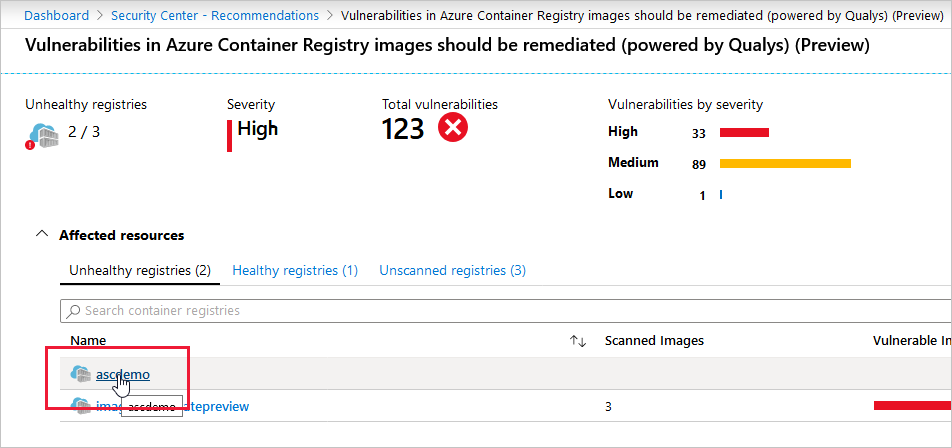 Dashboard > Security Center - Recommendations > Vulnerabilities in Azure Container Registry images should be remediated (powered by Qualys) (Preview)
Vulnerabilities in Azure Container Registry images should be remediated (powered by Qualys) (Preview)
Unhealthy registries
2 / 3
Severity
High
Total vulnerabilities
123
Vulnerabilities by severity
High 33
Medium 89
Low 1
Affected resources
Unhealthy registries (2) Healthy registries (1) Unscanned registries (3)
Search container registries
Name Scanned Images Vulnerable In
ascdemo
ascdemo
ima atepreview 3